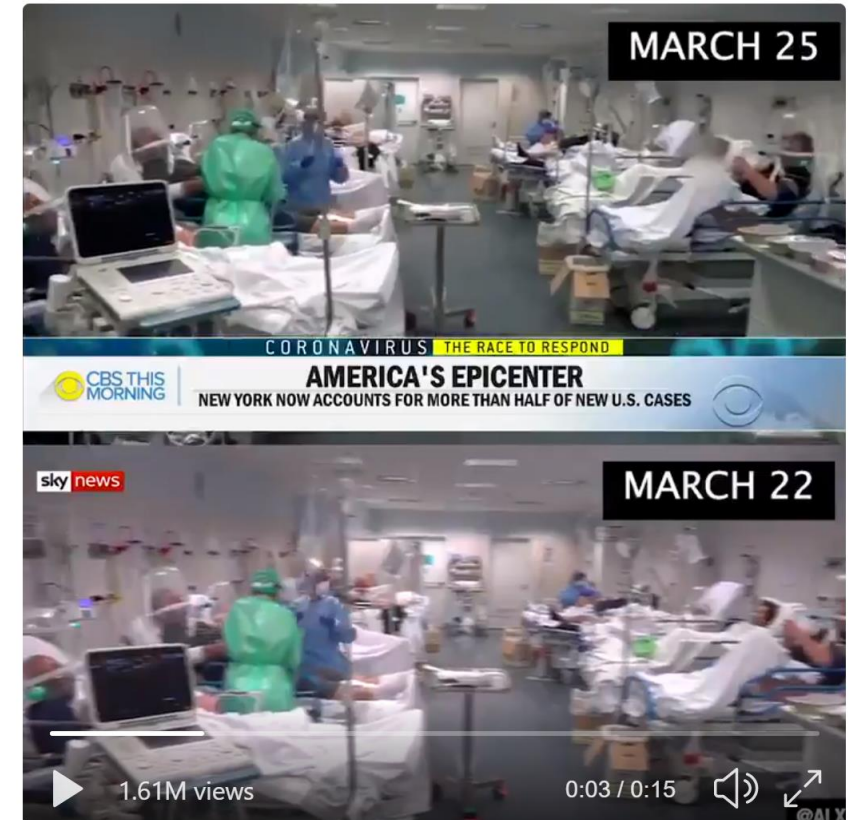 MARCH 25
CORONAVIRUS THE RACE TO RESPOND
CBS THIS
MORNING
AMERICA'S EPICENTER
NEW YORK NOW ACCOUNTS FOR MORE THAN HALF OF NEW U.S. CASES
sky news
MARCH 22
1.61M views
0:03 / 0:15
@ALX